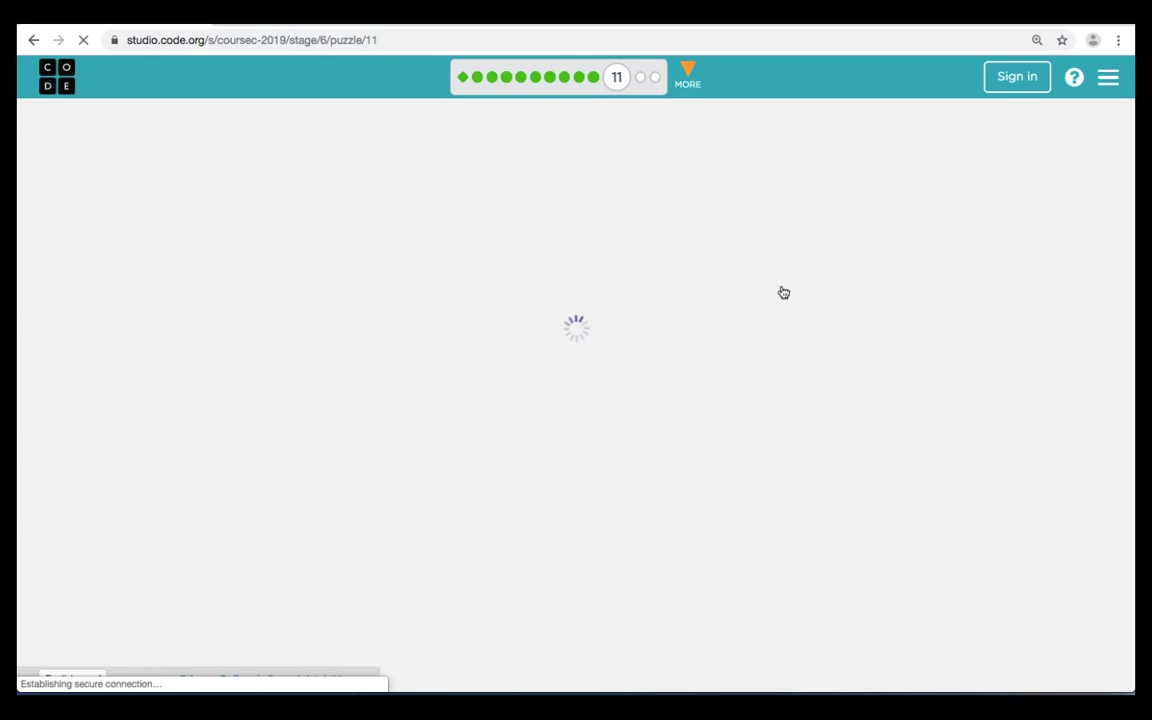 studio.code.org/s/coursec-2019/stage/6/puzzle/11
C O
D E
11
MORE
Sign in
?
Establishing secure connection...